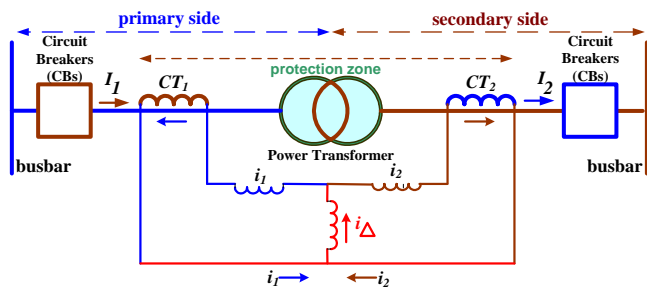 primary side
secondary side
Circuit
Breakers
(CBs)
I1
CT1
protection zone
Power Transformer
CT2
I2
Circuit
Breakers
(CBs)
busbar
busbar
i1
i2
iΔ
i1
i2